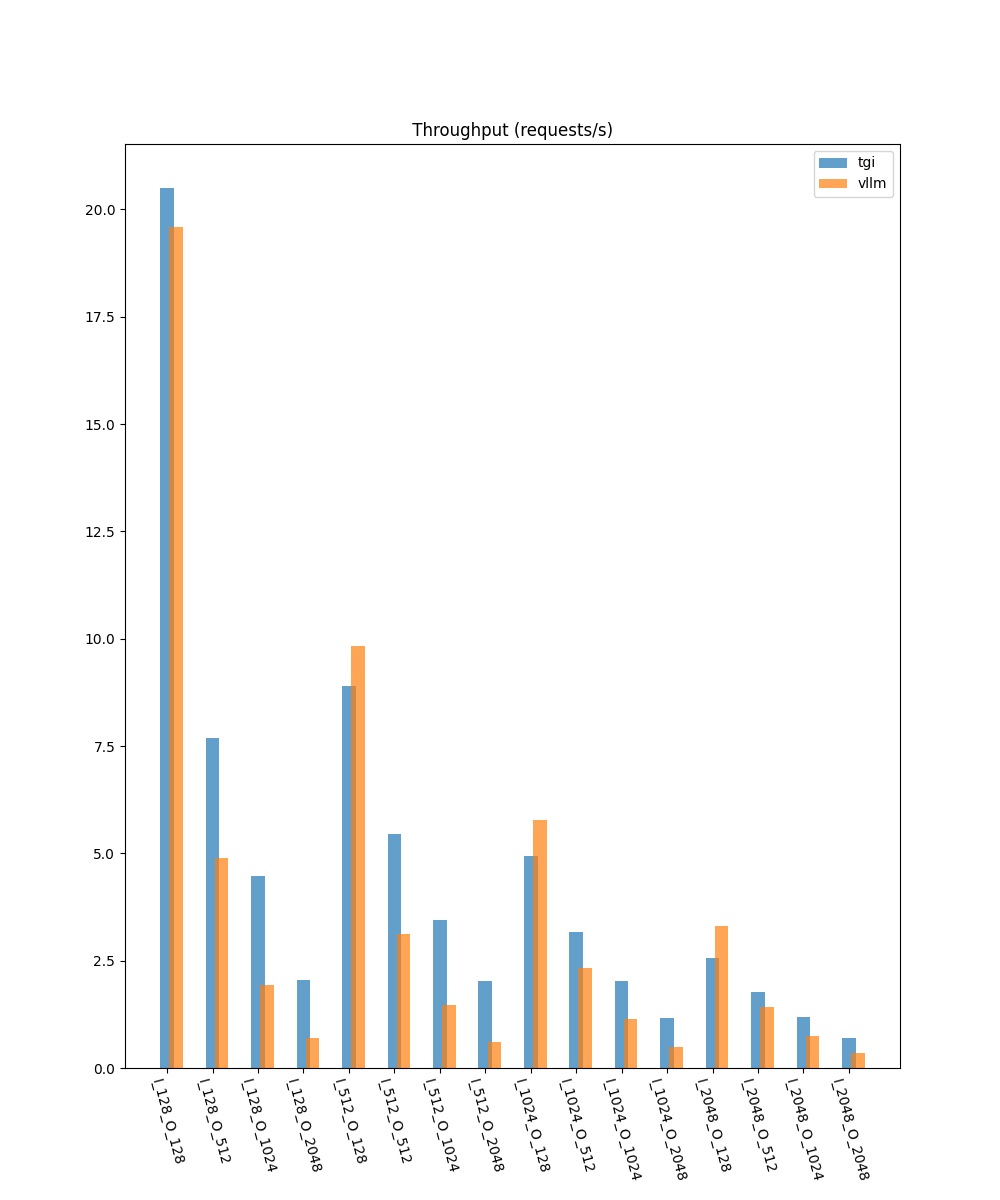 Throughput (requests/s)
tgi
vllm
20.0
17.5
15.0
12.5
10.0
7.5
5.0
2.5
0.0
I_128_O_128
I_128_O_512
I_128_O_1024
I_128_O_2048
I_512_O_128
I_512_O_512
I_512_O_1024
I_512_O_2048
I_1024_O_128
I_1024_O_512
I_1024_O_1024
I_1024_O_2048
I_2048_O_128
I_2048_O_512
I_2048_O_1024
I_2048_O_2048